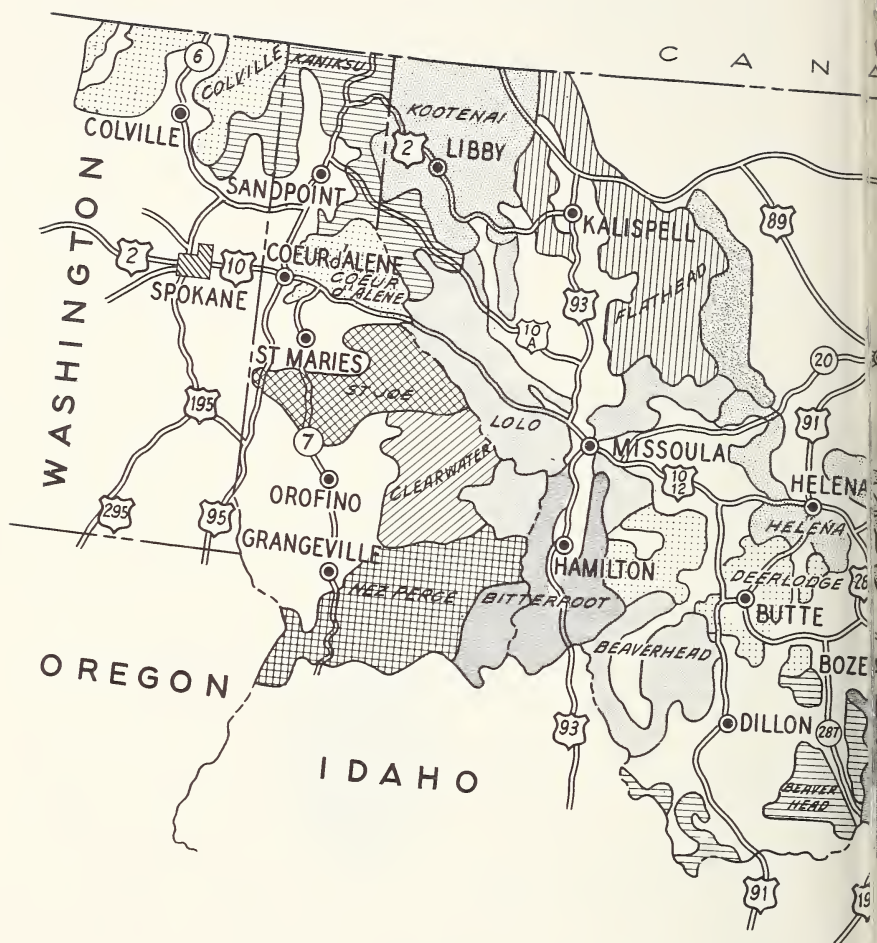 C A N A
6
COLVILLE
KANIKSU
KOOTENAI
COLVILLE
2
LIBBY
SANDPOINT
KALISPELL
89
WASHINGTON
2
10
COEUR d'ALENE
COEUR
D'ALENE
SPOKANE
93
FLATHEAD
10
A
ST MARIES
20
ST JOE
195
91
LOLO
7
MISSOULA
CLEARWATER
10
12
HELENA
OROFINO
295
95
HELENA
GRANGEVILLE
HAMILTON
DEERLODGE
28
NEZ PERCE
BITTERROOT
BUTTE
BEAVERHEAD
OREGON
BOZE
DILLON
93
287
IDAHO
BEAVER
HEAD
91
19